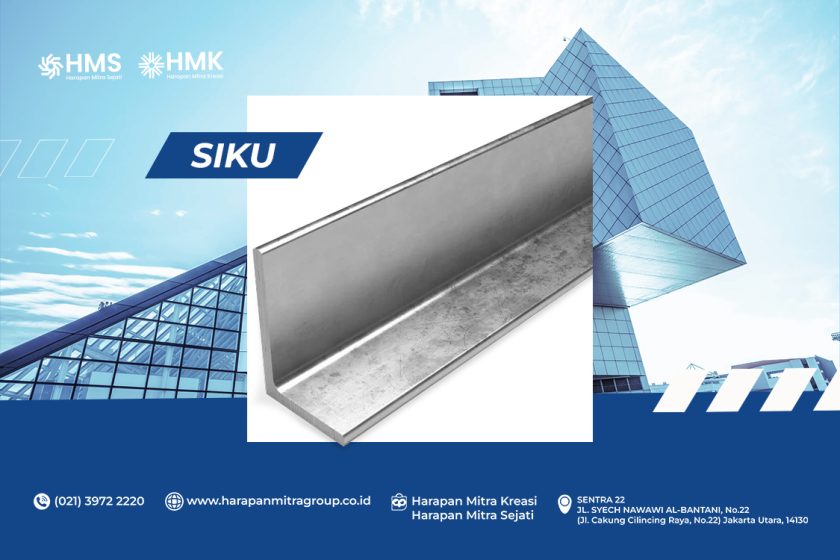 HMS
Harapan Mitra Sejati
HMK
Harapan Mitra Kreasi
SIKU
(021) 3972 2220
www.harapanmitragroup.co.id
Harapan Mitra Kreasi
Harapan Mitra Sejati
SENTRA 22
JL. SYECH NAWAWI AL-BANTANI, No.22
(Jl. Cakung Cilincing Raya, No.22) Jakarta Utara, 14130